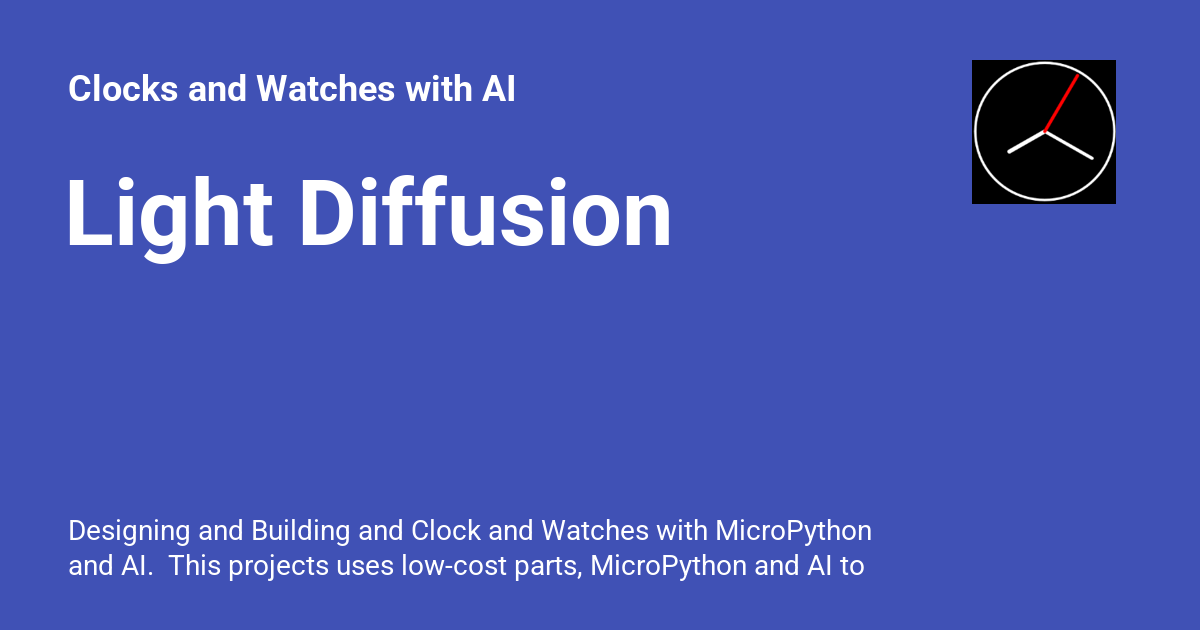 Clocks and Watches with AI
Light Diffusion
Designing and Building and Clock and Watches with MicroPython
and AI.  This projects uses low-cost parts, MicroPython and AI to